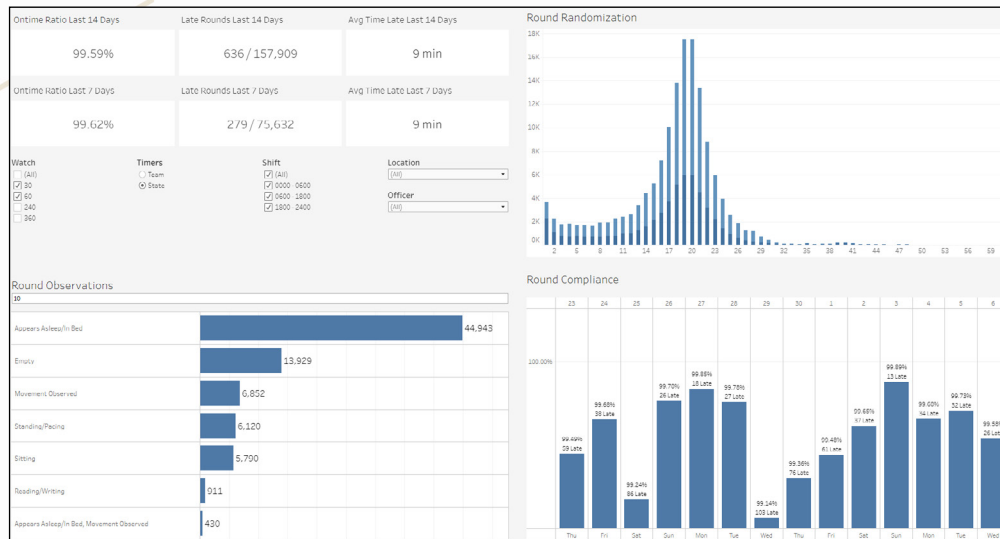 Ontime Ratio Last 14 Days
Late Rounds Last 14 Days
Avg Time Late Last 14 Days
99.59%
636 / 157,909
9 min
Ontime Ratio Last 7 Days
Late Rounds Last 7 Days
Avg Time Late Last 7 Days
99.62%
279 / 75,632
9 min
Watch
(All)
30
60
240
360
Timers
Team
State
Shift
(All)
0000-0600
0600-1800
1800-2400
Location
(All)
Officer
(All)
Round Randomization
18K
16K
14K
12K
10K
8K
6K
4K
2K
0K
2 5 8 11 14 17 20 23 26 29 32 35 38 41 44 47 50 53 56 59
Round Observations
10
Appears Asleep/In Bed 44,943
Empty 13,929
Movement Observed 6,852
Standing/Pacing 6,120
Sitting 5,790
Reading/Writing 911
Appears Asleep/In Bed, Movement Observed 430
Round Compliance
23 24 25 26 27 28 29 30 1 2 3 4 5 6
100.00%
99.49%
59 Late
99.68%
38 Late
99.24%
86 Late
99.70%
26 Late
99.85%
18 Late
99.78%
27 Late
99.14%
103 Late
99.36%
76 Late
99.48%
61 Late
37 Late
99.89%
13 Late
34 Late
99.73%
32 Late
26 Late
Thu Fri Sat Sun Mon Tue Wed Thu Fri Sat Sun Mon Tue Wed